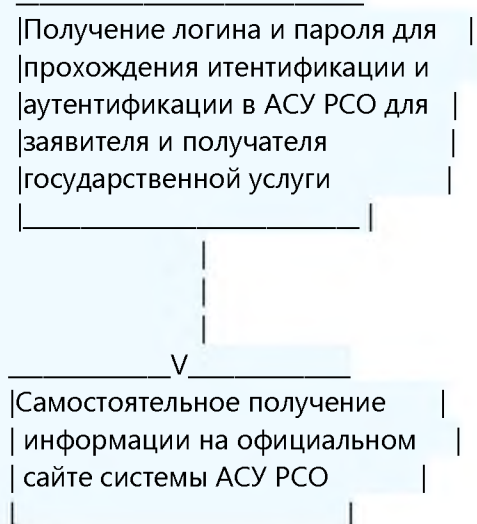 Получение логина и пароля для
прохождения итентификации и
аутентификации в АСУ РСО для
заявителя и получателя
государственной услуги
V
Самостоятельное получение
информации на официальном
сайте системы АСУ РСО